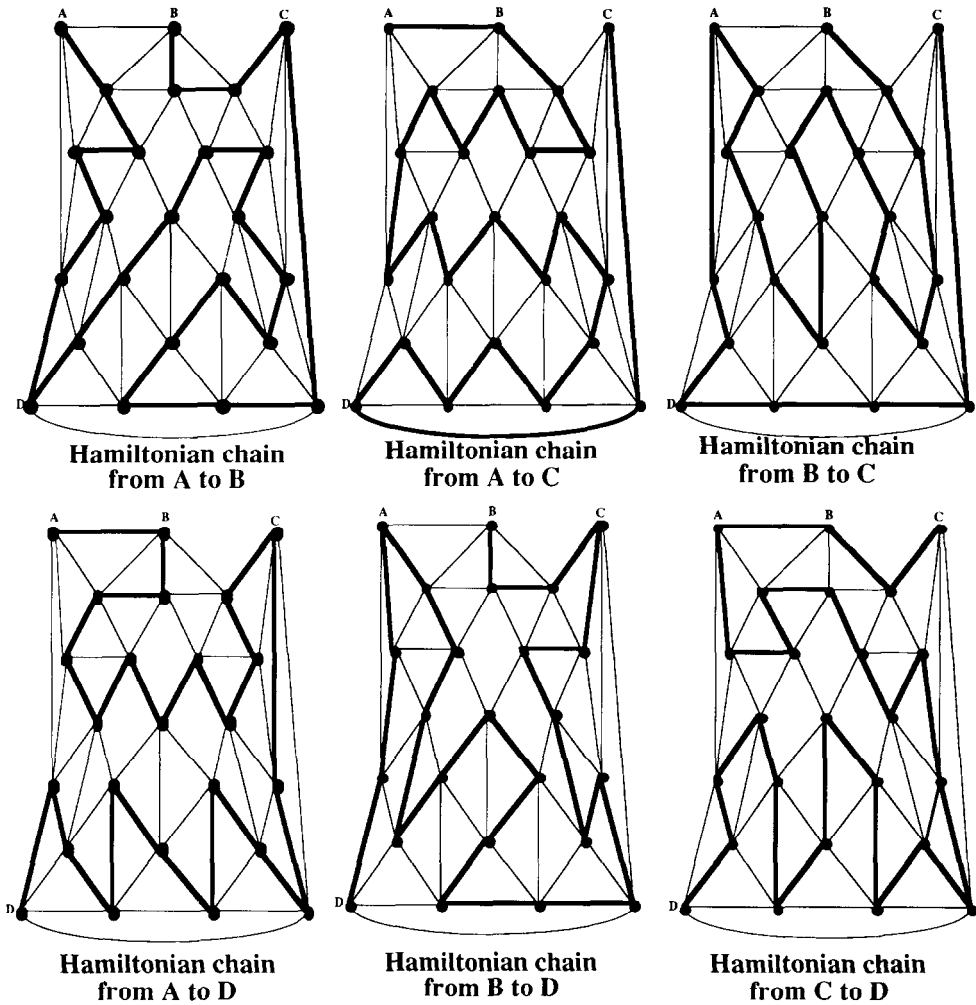 A B C
A B C
A B C
D
D
D
Hamiltonian chain
from A to B
Hamiltonian chain
from A to C
Hamiltonian chain
from B to C
A B C
A B C
A B C
D
D
D
Hamiltonian chain
from A to D
Hamiltonian chain
from B to D
Hamiltonian chain
from C to D